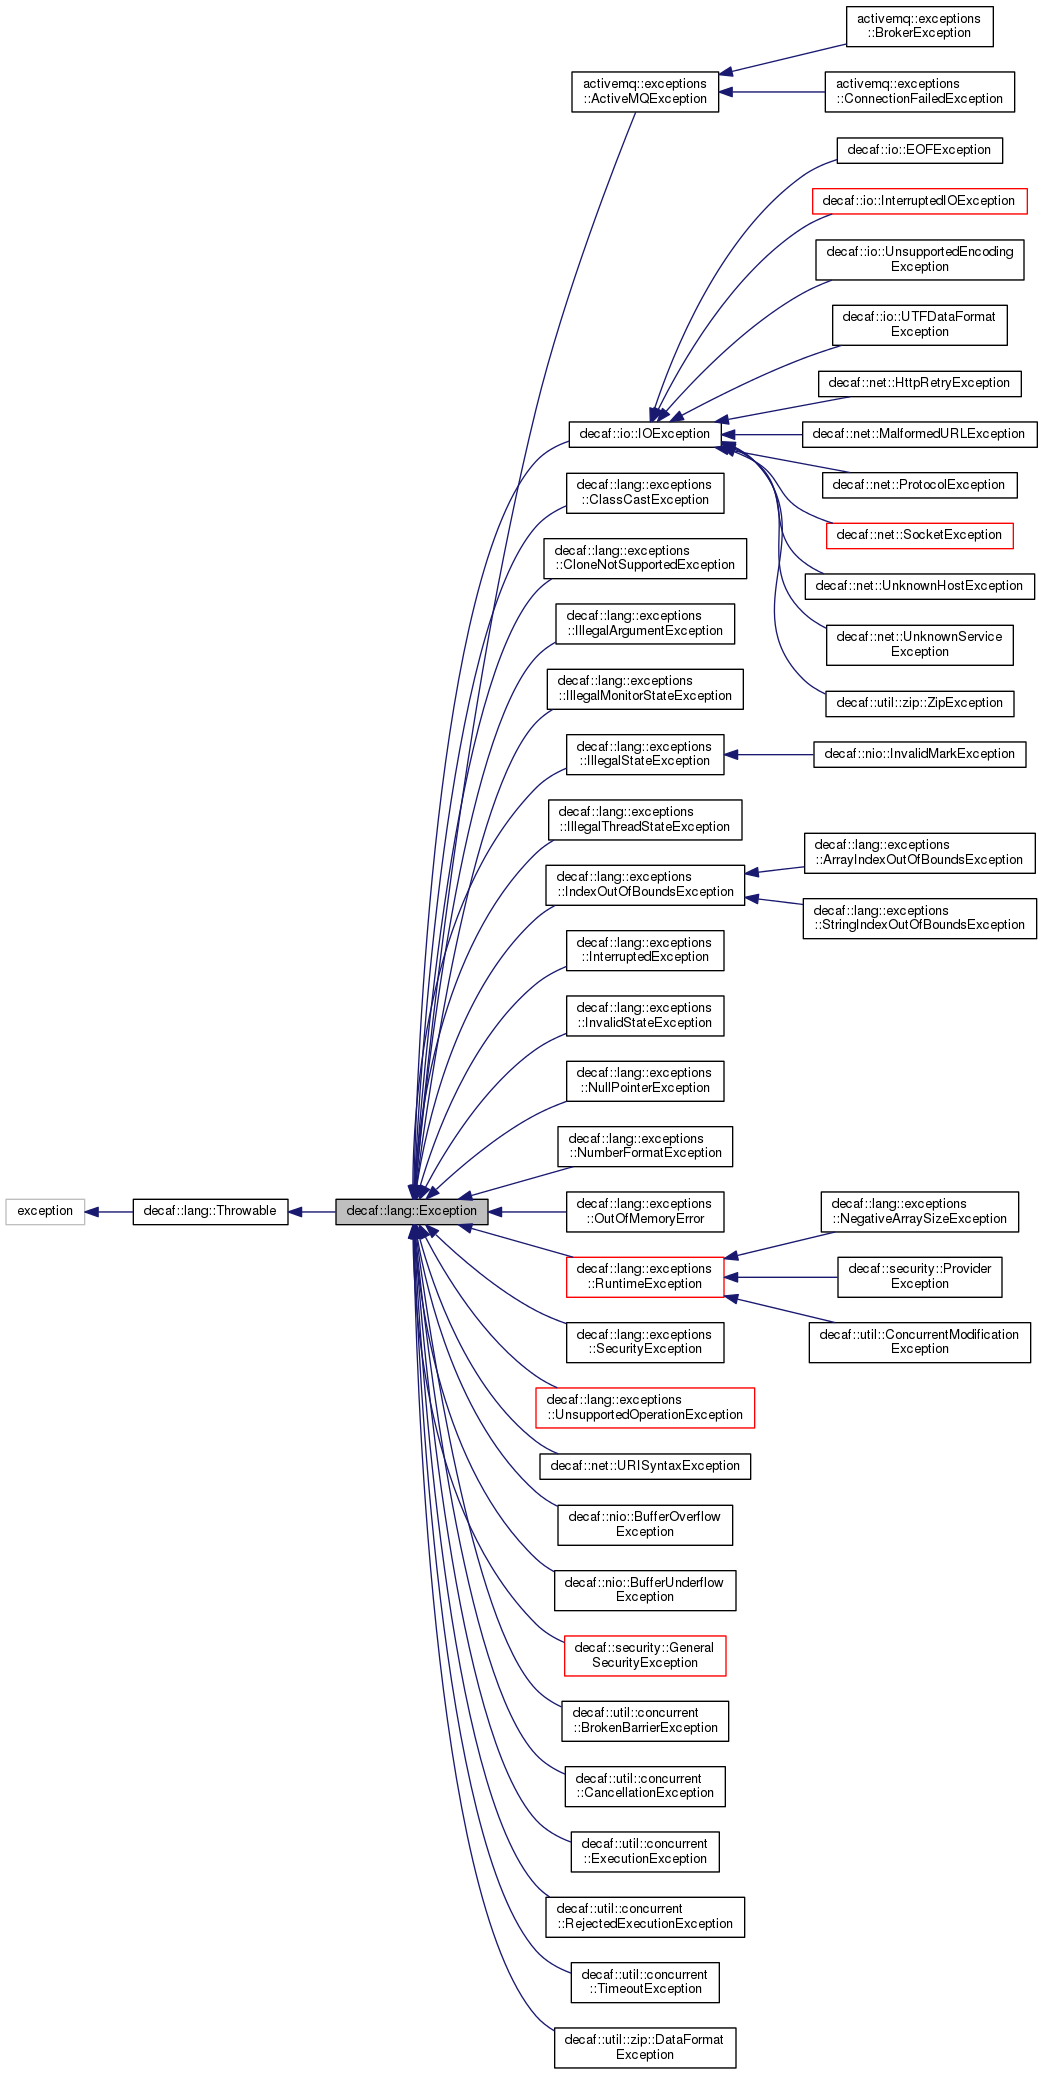 activemq::exceptions
::BrokerException
activemq::exceptions
::ActiveMQException
activemq::exceptions
::ConnectionFailedException
decaf::io::EOFException
decaf::io::InterruptedIOException
decaf::io::UnsupportedEncoding
Exception
decaf::io::UTFDataFormat
Exception
decaf::net::HttpRetryException
decaf::io::IOException
decaf::net::MalformedURLException
decaf::lang::exceptions
::ClassCastException
decaf::net::ProtocolException
decaf::net::SocketException
decaf::lang::exceptions
::CloneNotSupportedException
decaf::net::UnknownHostException
decaf::lang::exceptions
::IllegalArgumentException
decaf::net::UnknownService
Exception
decaf::lang::exceptions
::IllegalMonitorStateException
decaf::util::zip::ZipException
decaf::lang::exceptions
::IllegalStateException
decaf::nio::InvalidMarkException
decaf::lang::exceptions
::IllegalThreadStateException
decaf::lang::exceptions
::ArrayIndexOutOfBoundsException
decaf::lang::exceptions
::IndexOutOfBoundsException
decaf::lang::exceptions
::StringIndexOutOfBoundsException
decaf::lang::exceptions
::InterruptedException
decaf::lang::exceptions
::InvalidStateException
decaf::lang::exceptions
::NullPointerException
decaf::lang::exceptions
::NumberFormatException
exception
decaf::lang::Throwable
decaf::lang::Exception
decaf::lang::exceptions
::OutOfMemoryError
decaf::lang::exceptions
::NegativeArraySizeException
decaf::lang::exceptions
::RuntimeException
decaf::security::Provider
Exception
decaf::lang::exceptions
::SecurityException
decaf::util::ConcurrentModification
Exception
decaf::lang::exceptions
::UnsupportedOperationException
decaf::net::URISyntaxException
decaf::nio::BufferOverflow
Exception
decaf::nio::BufferUnderflow
Exception
decaf::security::General
SecurityException
decaf::util::concurrent
::BrokenBarrierException
decaf::util::concurrent
::CancellationException
decaf::util::concurrent
::ExecutionException
decaf::util::concurrent
::RejectedExecutionException
decaf::util::concurrent
::TimeoutException
decaf::util::zip::DataFormat
Exception